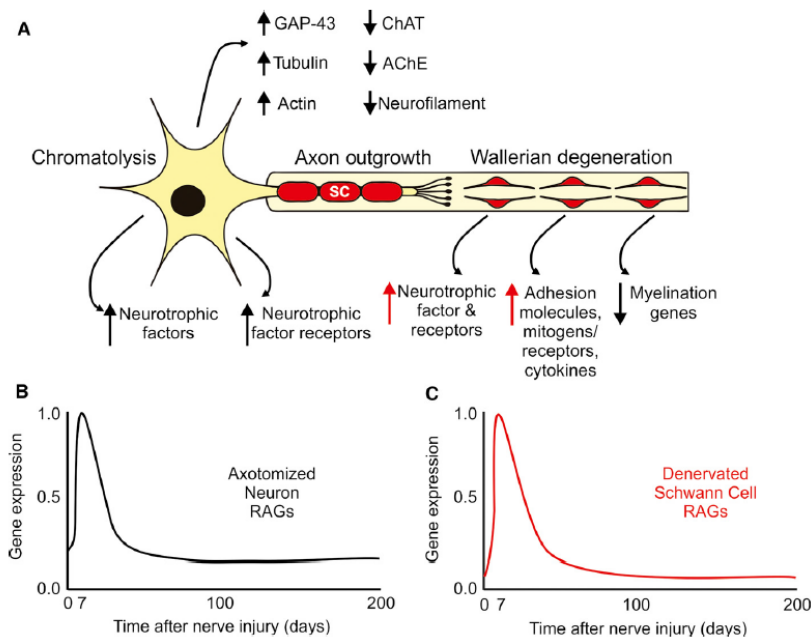 A
GAP-43
ChAT
Tubulin
AChE
Actin
Neurofilament
Chromatolysis
Axon outgrowth
Wallerian degeneration
SC
Neurotrophic
factors
Neurotrophic
factor receptors
Neurotrophic
factor &
receptors
Adhesion
molecules,
mitogens/
receptors,
cytokines
Myelination
genes
B
Gene expression
1.0
0.5
0.0
Axotomized
Neuron
RAGs
0 7 100 200
Time after nerve injury (days)
C
Gene expression
1.0
0.5
0.0
Denervated
Schwann Cell
RAGs
0 7 100 200
Time after nerve injury (days)